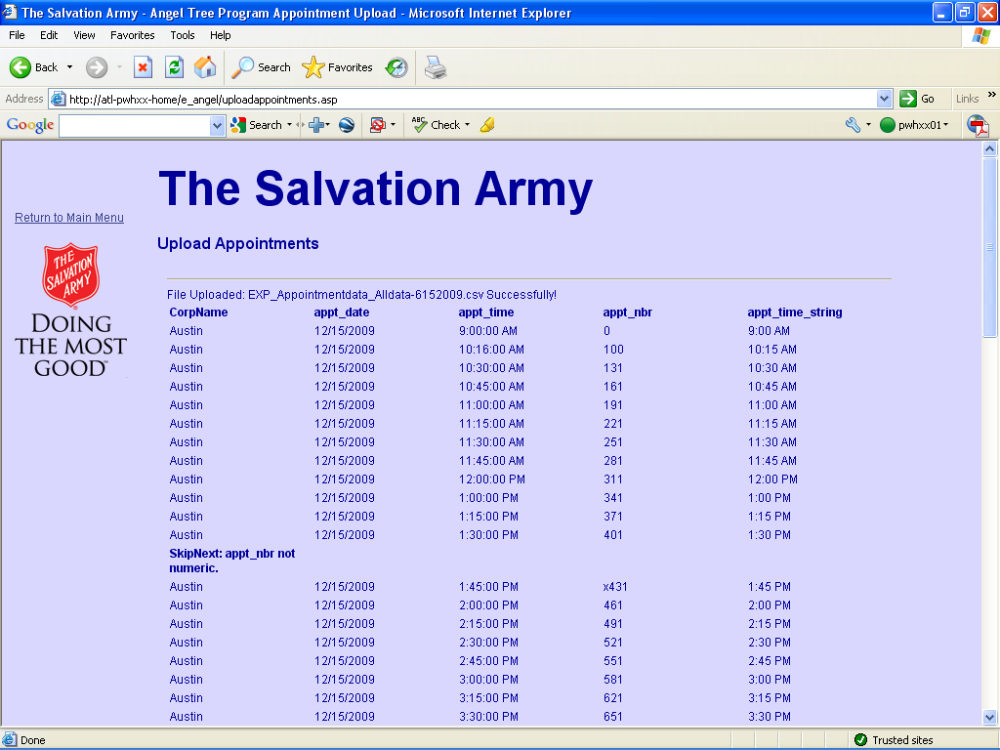 The Salvation Army - Angel Tree Program Appointment Upload - Microsoft Internet Explorer
File Edit View Favorites Tools Help
Back Search Favorites
Address http://atl-pwhxx-home/e_angel/uploadappointments.asp Go Links »
Google Search ABC Check pwhxx01
The Salvation Army
Return to Main Menu
Upload Appointments
THE SALVATION ARMY
DOING THE MOST GOOD™
File Uploaded: EXP_Appointmentdata_Alldata-6152009.csv Successfully!
CorpName appt_date appt_time appt_nbr appt_time_string
Austin 12/15/2009 9:00:00 AM 0 9:00 AM
Austin 12/15/2009 10:16:00 AM 100 10:15 AM
Austin 12/15/2009 10:30:00 AM 131 10:30 AM
Austin 12/15/2009 10:45:00 AM 161 10:45 AM
Austin 12/15/2009 11:00:00 AM 191 11:00 AM
Austin 12/15/2009 11:15:00 AM 221 11:15 AM
Austin 12/15/2009 11:30:00 AM 251 11:30 AM
Austin 12/15/2009 11:45:00 AM 281 11:45 AM
Austin 12/15/2009 12:00:00 PM 311 12:00 PM
Austin 12/15/2009 1:00:00 PM 341 1:00 PM
Austin 12/15/2009 1:15:00 PM 371 1:15 PM
Austin 12/15/2009 1:30:00 PM 401 1:30 PM
SkipNext: appt_nbr not
numeric.
Austin 12/15/2009 1:45:00 PM x431 1:45 PM
Austin 12/15/2009 2:00:00 PM 461 2:00 PM
Austin 12/15/2009 2:15:00 PM 491 2:15 PM
Austin 12/15/2009 2:30:00 PM 521 2:30 PM
Austin 12/15/2009 2:45:00 PM 551 2:45 PM
Austin 12/15/2009 3:00:00 PM 581 3:00 PM
Austin 12/15/2009 3:15:00 PM 621 3:15 PM
Austin 12/15/2009 3:30:00 PM 651 3:30 PM
Done Trusted sites